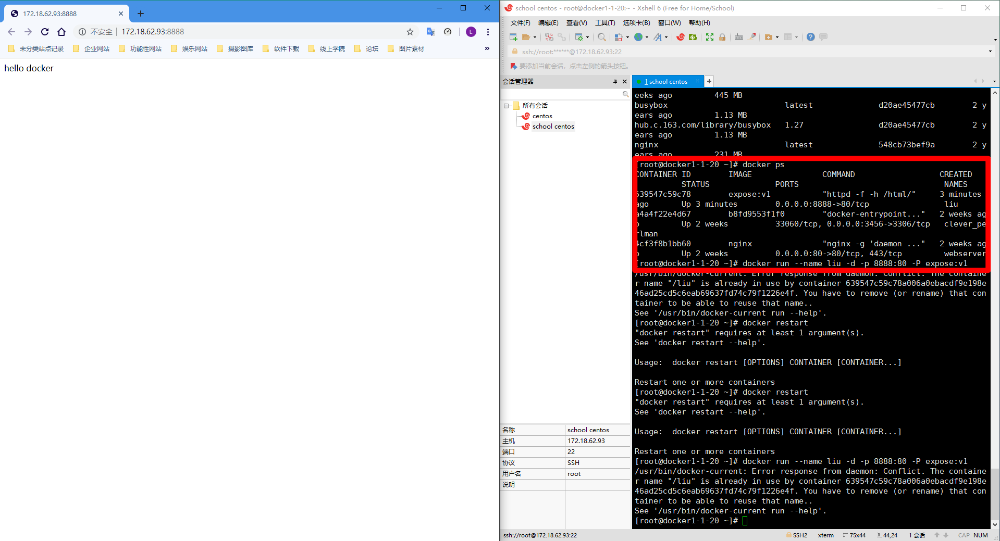 172.18.62.93:8888
不安全 172.18.62.93:8888
L
未分类站点记录 企业网站 功能性网站 娱乐网站 摄影图库 软件下载 线上学院 论坛 图片素材 »
hello docker
school centos - root@docker1-1-20:~ - Xshell 6 (Free for Home/School)
文件(F) 编辑(E) 查看(V) 工具(T) 选项卡(B) 窗口(W) 帮助(H)
ssh://root:******@172.18.62.93:22
要添加当前会话，点击左侧的箭头按钮。
会话管理器
所有会话
centos
school centos
名称 school centos
主机 172.18.62.93
端口 22
协议 SSH
用户名 root
说明
1 school centos
eeks ago         445 MB
busybox                         latest              d20ae45477cb        2 y
ears ago         1.13 MB
hub.c.163.com/library/busybox   1.27                d20ae45477cb        2 y
ears ago         1.13 MB
nginx                           latest              548cb73bef9a        2 y
ears ago         231 MB
[root@docker1-1-20 ~]# docker ps
CONTAINER ID        IMAGE               COMMAND                  CREATED
          STATUS              PORTS                               NAMES
639547c59c78        expose:v1           "httpd -f -h /html/"     3 minutes
ago       Up 3 minutes        0.0.0.0:8888->80/tcp                liu
a4a4f22e4d67        b8fd9553f1f0        "docker-entrypoint..."   2 weeks ag
o         Up 2 weeks          33060/tcp, 0.0.0.0:3456->3306/tcp   clever_pe
rlman
4cf3f8b1bb60        nginx               "nginx -g 'daemon ..."   2 weeks ag
o         Up 2 weeks          0.0.0.0:80->80/tcp, 443/tcp         webserver
[root@docker1-1-20 ~]# docker run --name liu -d -p 8888:80 -P expose:v1
/usr/bin/docker-current: Error response from daemon: Conflict. The containe
r name "/liu" is already in use by container 639547c59c78a006a0ebacdf9e198e
46ad25cd5c6eab69637fd74c79f1226e4f. You have to remove (or rename) that con
tainer to be able to reuse that name..
See '/usr/bin/docker-current run --help'.
[root@docker1-1-20 ~]# docker restart
"docker restart" requires at least 1 argument(s).
See 'docker restart --help'.
Usage:  docker restart [OPTIONS] CONTAINER [CONTAINER...]
Restart one or more containers
[root@docker1-1-20 ~]# docker restart
"docker restart" requires at least 1 argument(s).
See 'docker restart --help'.
Usage:  docker restart [OPTIONS] CONTAINER [CONTAINER...]
Restart one or more containers
[root@docker1-1-20 ~]# docker run --name liu -d -p 8888:80 -P expose:v1
/usr/bin/docker-current: Error response from daemon: Conflict. The containe
r name "/liu" is already in use by container 639547c59c78a006a0ebacdf9e198e
46ad25cd5c6eab69637fd74c79f1226e4f. You have to remove (or rename) that con
tainer to be able to reuse that name..
See '/usr/bin/docker-current run --help'.
[root@docker1-1-20 ~]#
ssh://root@172.18.62.93:22 SSH2 xterm 75x44 44,24 1 会话 CAP NUM